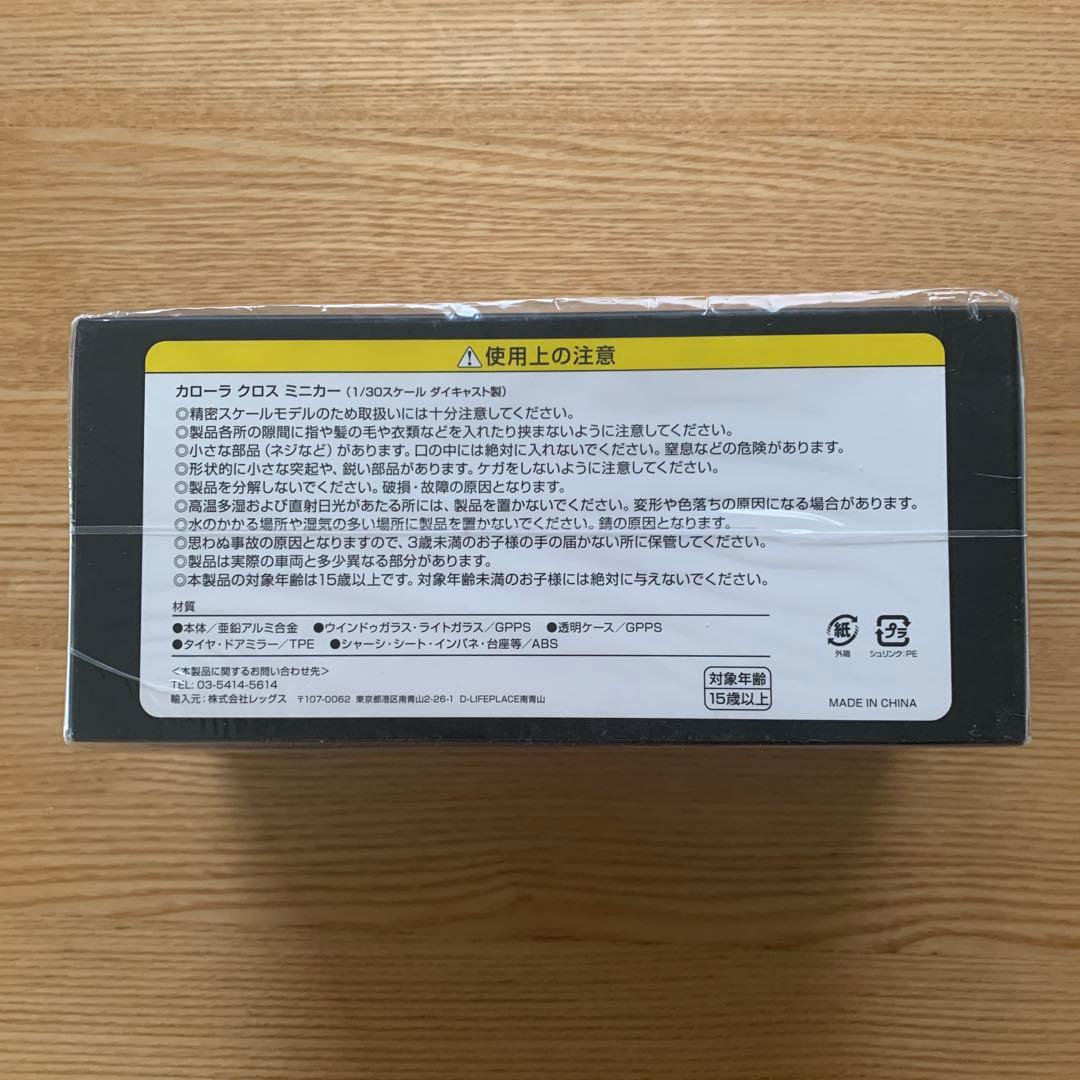 ⚠使用上の注意
カローラ クロス ミニカー（1/30スケール ダイキャスト製）
◎精密スケールモデルのため取扱いには十分注意してください。
◎製品各所の隙間に指や髪の毛や衣類などを入れたり挟まないように注意してください。
◎小さな部品（ネジなど）があります。口の中には絶対に入れないでください。窒息などの危険があります。
◎形状的に小さな突起や、鋭い部品があります。ケガをしないように注意してください。
◎製品を分解しないでください。破損・故障の原因となります。
◎高温多湿および直射日光があたる所には、製品を置かないでください。変形や色落ちの原因になる場合があります。
◎水のかかる場所や湿気の多い場所に製品を置かないでください。錆の原因となります。
◎思わぬ事故の原因となりますので、3歳未満のお子様の手の届かない所に保管してください。
◎製品は実際の車両と多少異なる部分があります。
◎本製品の対象年齢は15歳以上です。対象年齢未満のお子様には絶対に与えないでください。
材質
●本体／亜鉛アルミ合金 ●ウインドゥガラス・ライトガラス／GPPS ●透明ケース／GPPS
●タイヤ・ドアミラー／TPE ●シャーシ・シート・インパネ・台座等／ABS
紙 プラ
外箱 シュリンク:PE
＜本製品に関するお問い合わせ先＞
TEL: 03-5414-5614
輸入元：株式会社レッグス 〒107-0062 東京都港区南青山2-26-1 D-LIFEPLACE南青山
対象年齢
15歳以上
MADE IN CHINA